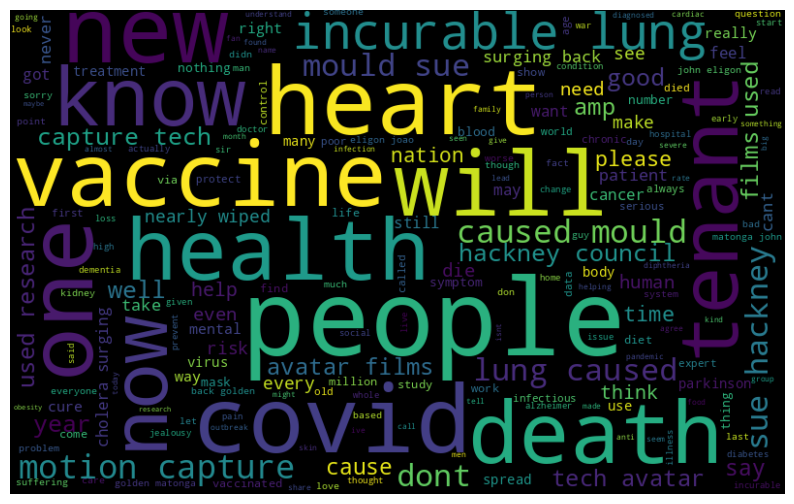 new
incurable lung
know
heart
mould sue
surging back
see
really
feel
vaccine
will
tenant
films used
capture tech
nation
please
amp
good
need
make
never
right
treatment
got
nothing
want
number
patient
cancer
health
one
people
covid
death
now
caused mould
hackney council
sue hackney
used research
nearly wiped
well
help
even
mental
risk
avatar films
lung caused
time
human
body
die
symptom
may
still
life
take
virus
way
mask
every
million
old
study
cause
think
use
parkinson
thing
say
year
cure
come
cholera surging
motion capture
dont
tech avatar
spread
infectious
work
diet
expert
data
issue
john eligon
matonga john
golden matonga
back golden
eligon joao
dementia
kidney
obesity
jealousy
outbreak
vaccinated
suffering
problem
everyone
diphtheria
diabetes
alzheimer
illness
pandemic
system
helping
home
group
kind
agree
incurable
last
bad
always
serious
chronic
severe
hospital
early
something
read
start
question
cardiac
diagnosed
condition
someone
understand
going
look
sorry
maybe
point
almost
actually
month
doctor
sir
via
protect
first
loss
high
given
prevent
said
today
research
pain
might
let
call
skin
based
whole
love
thought
share
men
tell
social
called
much
find
blood
poor
many
control
infection
family
person
give
seen
though
world
fact
day
change
lead
worse
rate
big
cant
died
show
age
war
name
found
fan
man
didn
don
guy
isnt
made
anti
seems
food
live
ive
care